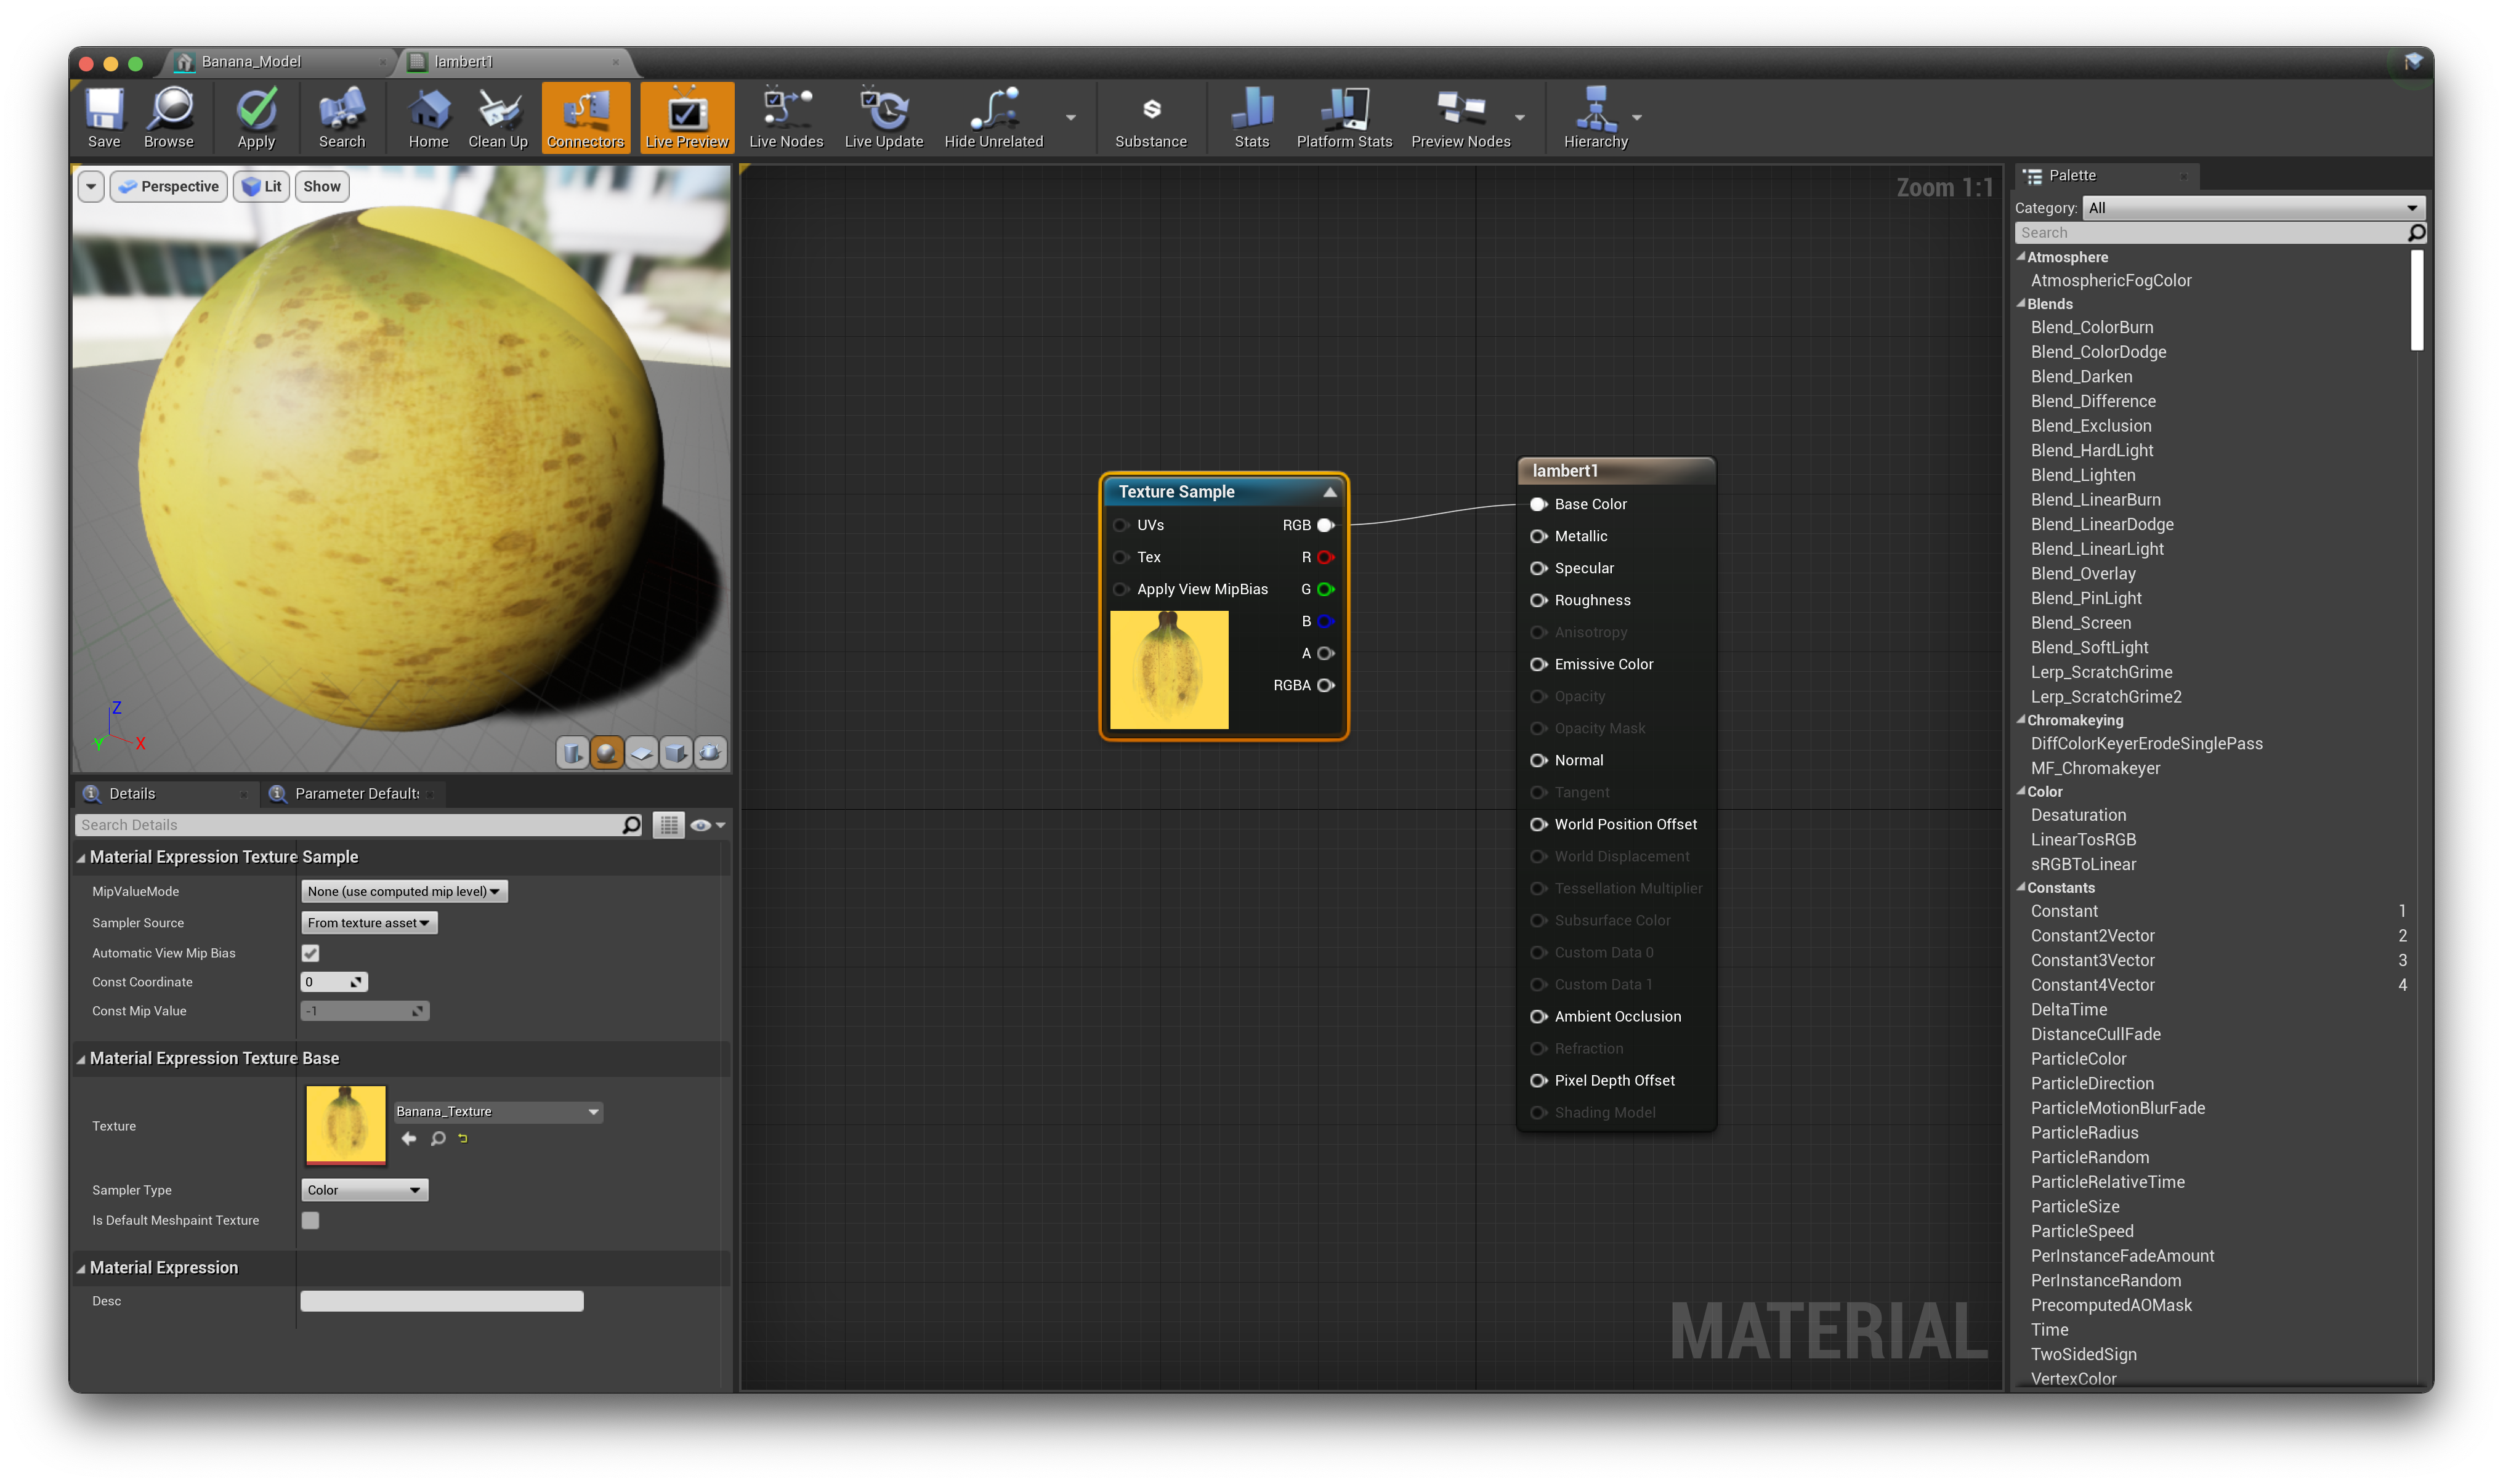 Banana_Model
lambert1
Save
Browse
Apply
Search
Home
Clean Up
Connectors
Live Preview
Live Nodes
Live Update
Hide Unrelated
Substance
Stats
Platform Stats
Preview Nodes
Hierarchy
Perspective
Lit
Show
Z
Y
X
Details
Parameter Defaults
Search Details
Material Expression Texture Sample
MipValueMode
None (use computed mip level)
Sampler Source
From texture asset
Automatic View Mip Bias
Const Coordinate
0
Const Mip Value
-1
Material Expression Texture Base
Texture
Banana_Texture
Sampler Type
Color
Is Default Meshpaint Texture
Material Expression
Desc
Zoom 1:1
Texture Sample
UVs
RGB
Tex
R
Apply View MipBias
G
B
A
RGBA
lambert1
Base Color
Metallic
Specular
Roughness
Anisotropy
Emissive Color
Opacity
Opacity Mask
Normal
Tangent
World Position Offset
World Displacement
Tessellation Multiplier
Subsurface Color
Custom Data 0
Custom Data 1
Ambient Occlusion
Refraction
Pixel Depth Offset
Shading Model
MATERIAL
Palette
Category:
All
Search
Atmosphere
AtmosphericFogColor
Blends
Blend_ColorBurn
Blend_ColorDodge
Blend_Darken
Blend_Difference
Blend_Exclusion
Blend_HardLight
Blend_Lighten
Blend_LinearBurn
Blend_LinearDodge
Blend_LinearLight
Blend_Overlay
Blend_PinLight
Blend_Screen
Blend_SoftLight
Lerp_ScratchGrime
Lerp_ScratchGrime2
Chromakeying
DiffColorKeyerErodeSinglePass
MF_Chromakeyer
Color
Desaturation
LinearTosRGB
sRGBToLinear
Constants
Constant 1
Constant2Vector 2
Constant3Vector 3
Constant4Vector 4
DeltaTime
DistanceCullFade
ParticleColor
ParticleDirection
ParticleMotionBlurFade
ParticleRadius
ParticleRandom
ParticleRelativeTime
ParticleSize
ParticleSpeed
PerInstanceFadeAmount
PerInstanceRandom
PrecomputedAOMask
Time
TwoSidedSign
VertexColor